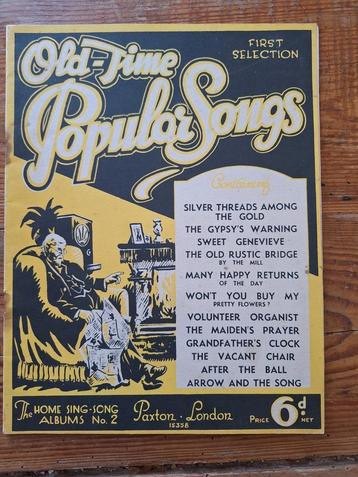 FIRST
SELECTION
Old-Time
Popular Songs
Containing
SILVER THREADS AMONG
THE GOLD
THE GYPSY'S WARNING
SWEET GENEVIEVE
THE OLD RUSTIC BRIDGE
BY THE MILL
MANY HAPPY RETURNS
OF THE DAY
WON'T YOU BUY MY
PRETTY FLOWERS?
VOLUNTEER ORGANIST
THE MAIDEN'S PRAYER
GRANDFATHER'S CLOCK
THE VACANT CHAIR
AFTER THE BALL
ARROW AND THE SONG
The HOME SING-SONG
ALBUMS No. 2
Paxton · London
15358
PRICE 6d. NET